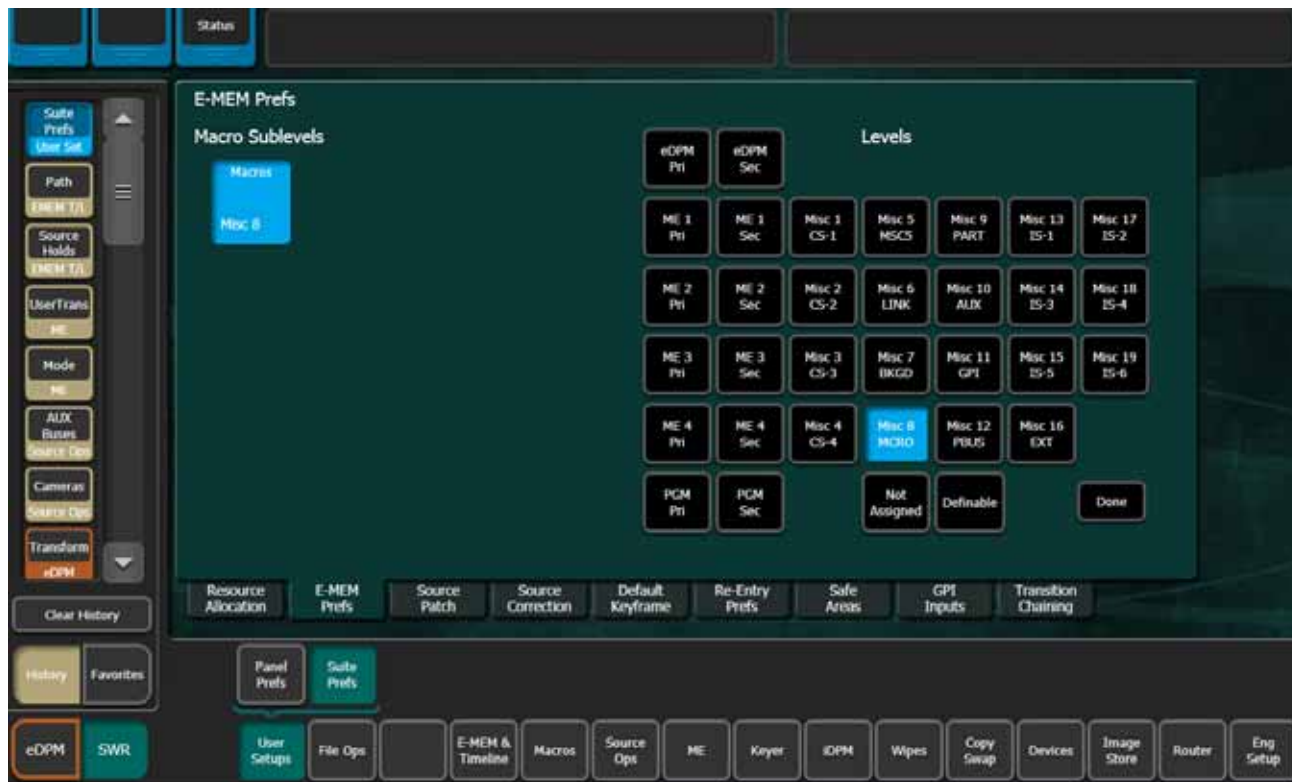 Status
E-MEM Prefs
Macro Sublevels
Levels
Macros
Misc 8
Suite
Prefs
User Set
Path
EMEM T/L
Source
Holds
EMEM T/L
UserTrans
ME
Mode
ME
AUX
Buses
Source Ops
Cameras
Source Ops
Transform
eDPM
Clear History
History
Favorites
eDPM
Pri
eDPM
Sec
ME 1
Pri
ME 1
Sec
Misc 1
CS-1
Misc 5
MSC5
Misc 9
PART
Misc 13
IS-1
Misc 17
IS-2
ME 2
Pri
ME 2
Sec
Misc 2
CS-2
Misc 6
LINK
Misc 10
AUX
Misc 14
IS-3
Misc 18
IS-4
ME 3
Pri
ME 3
Sec
Misc 3
CS-3
Misc 7
BKGD
Misc 11
GPI
Misc 15
IS-5
Misc 19
IS-6
ME 4
Pri
ME 4
Sec
Misc 4
CS-4
Misc 8
MCRO
Misc 12
PBUS
Misc 16
EXT
PGM
Pri
PGM
Sec
Not
Assigned
Definable
Done
Resource
Allocation
E-MEM
Prefs
Source
Patch
Source
Correction
Default
Keyframe
Re-Entry
Prefs
Safe
Areas
GPI
Inputs
Transition
Chaining
Panel
Prefs
Suite
Prefs
eDPM
SWR
User
Setups
File Ops
E-MEM &
Timeline
Macros
Source
Ops
ME
Keyer
iDPM
Wipes
Copy
Swap
Devices
Image
Store
Router
Eng
Setup